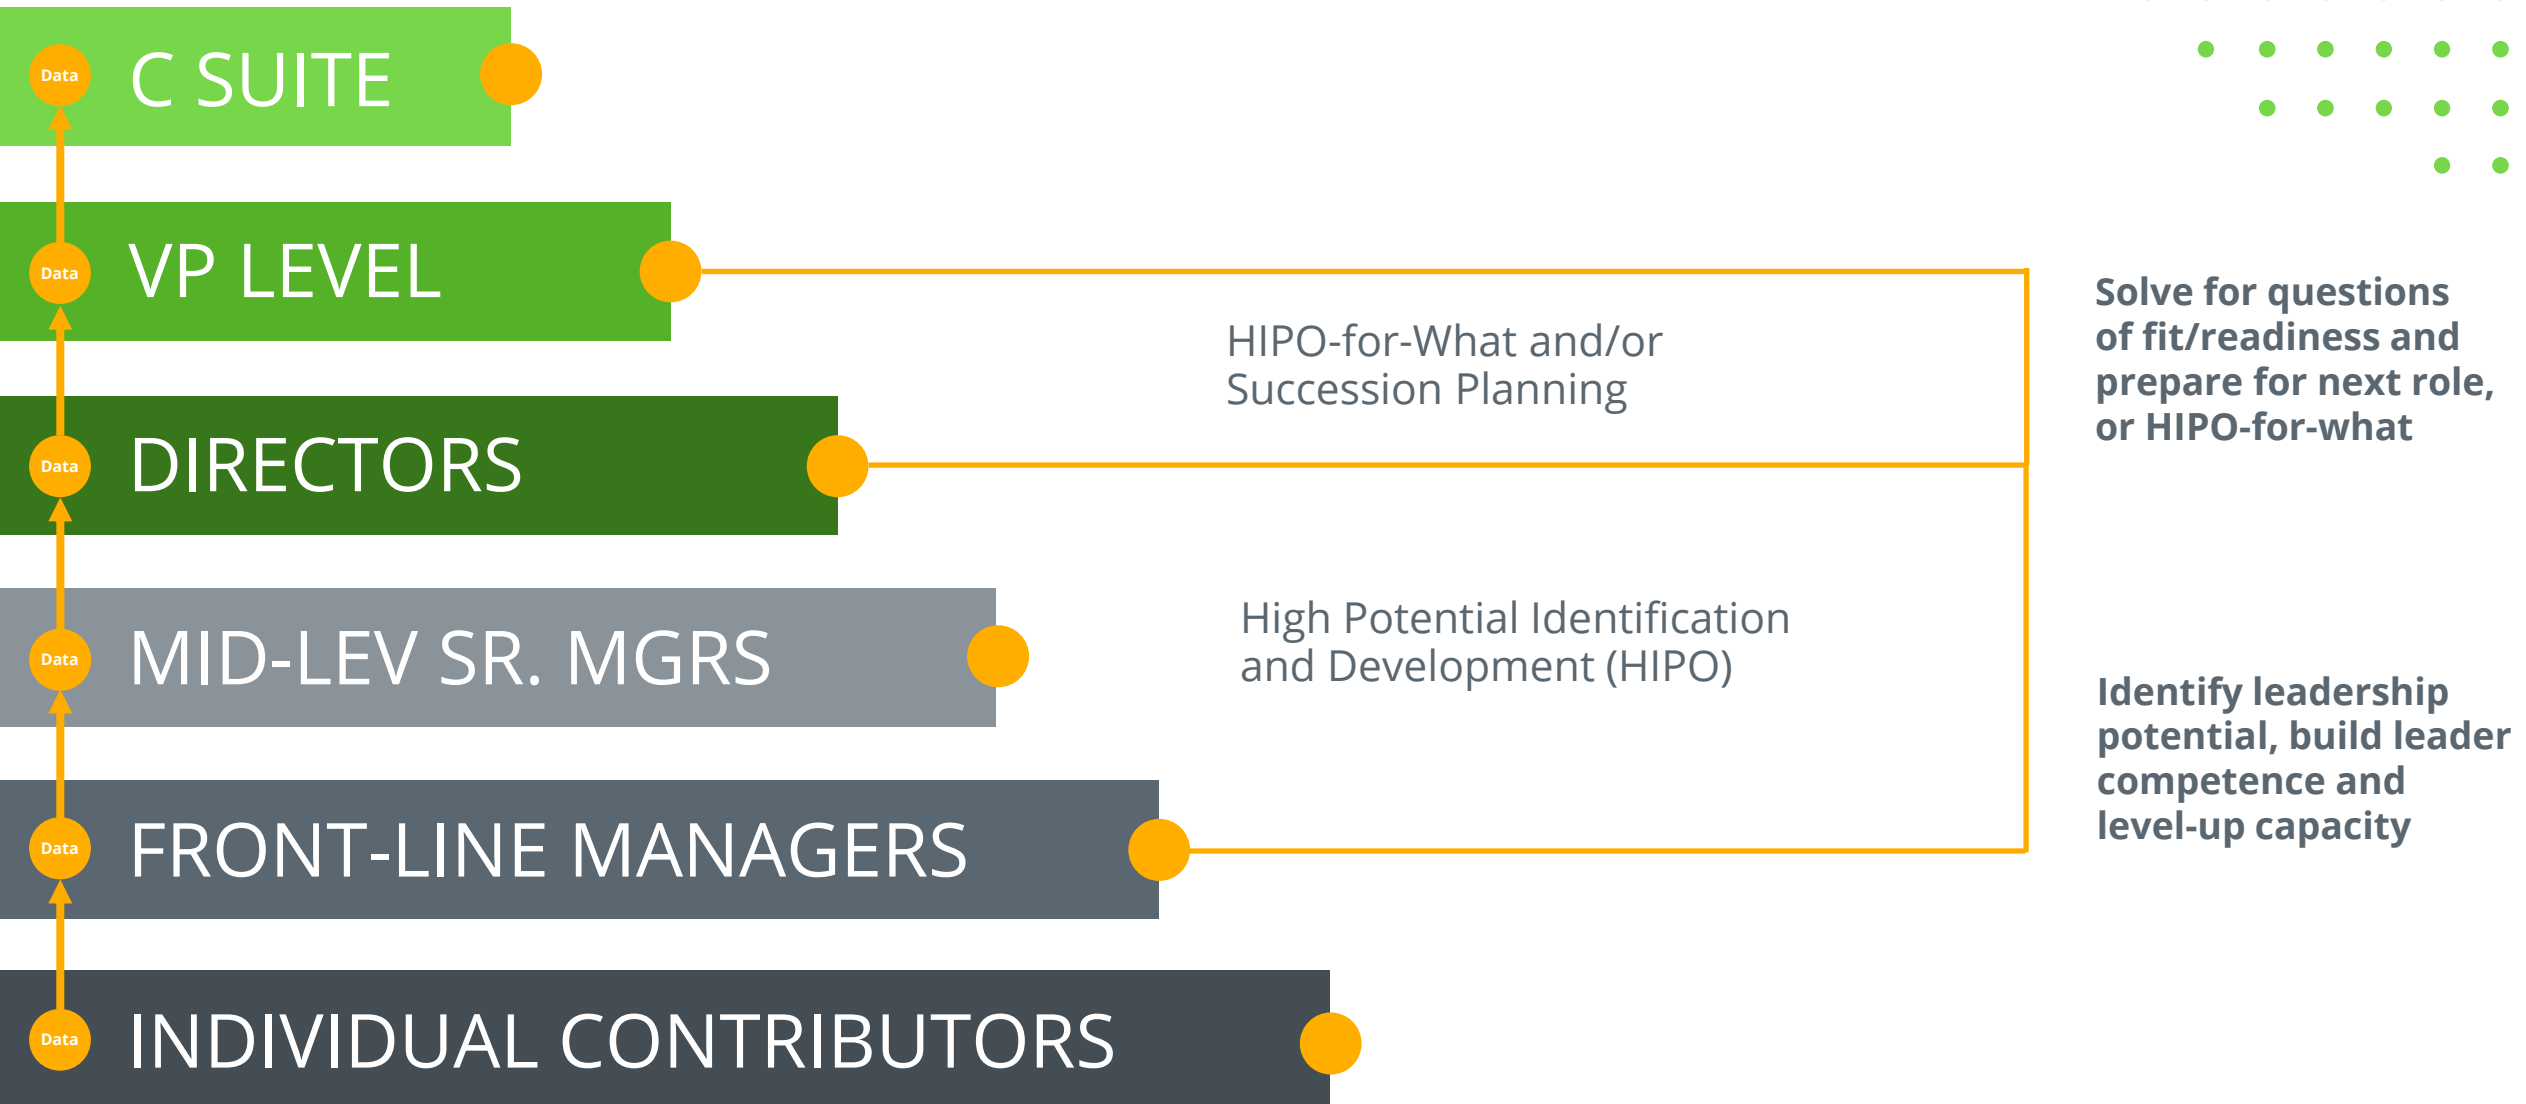 Data
C SUITE
Data
VP LEVEL
HIPO-for-What and/or
Succession Planning
Solve for questions
of fit/readiness and
prepare for next role,
or HIPO-for-what
Data
DIRECTORS
Data
MID-LEV SR. MGRS
High Potential Identification
and Development (HIPO)
Identify leadership
potential, build leader
competence and
level-up capacity
Data
FRONT-LINE MANAGERS
Data
INDIVIDUAL CONTRIBUTORS